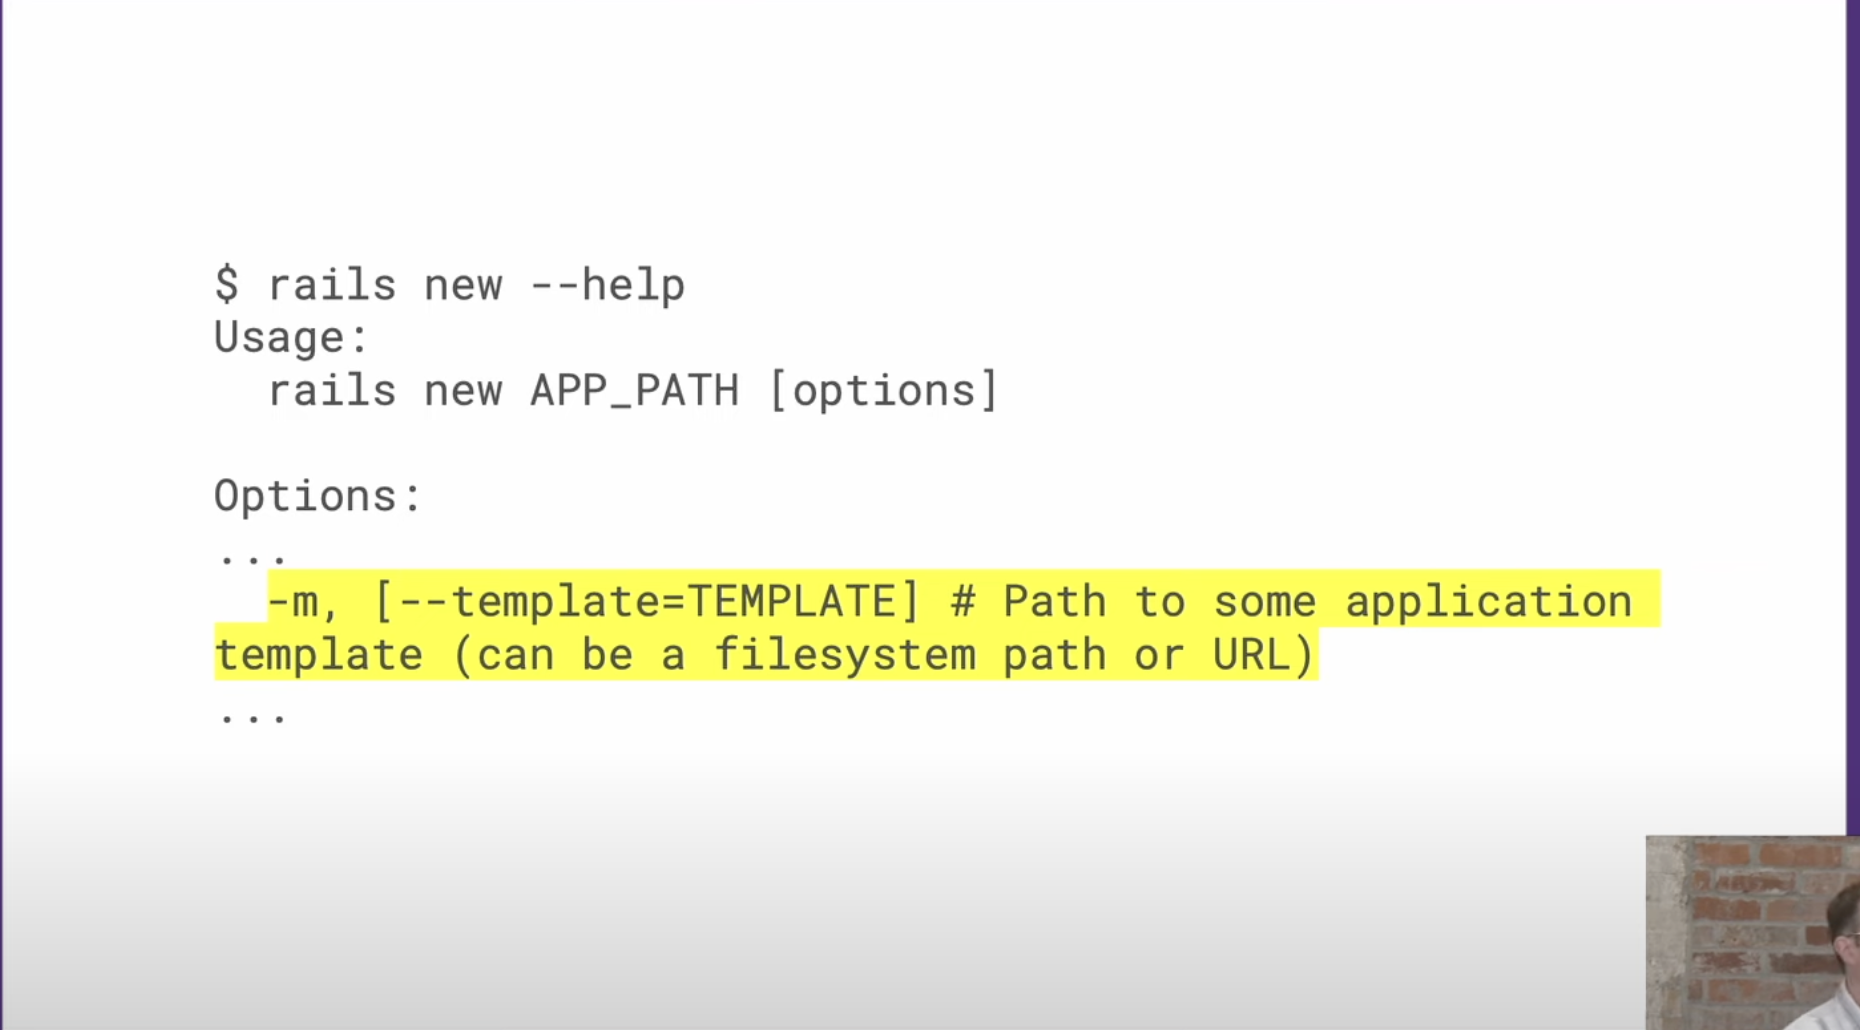 $ rails new --help
Usage:
  rails new APP_PATH [options]
Options:
...
  -m, [--template=TEMPLATE] # Path to some application
template (can be a filesystem path or URL)
...